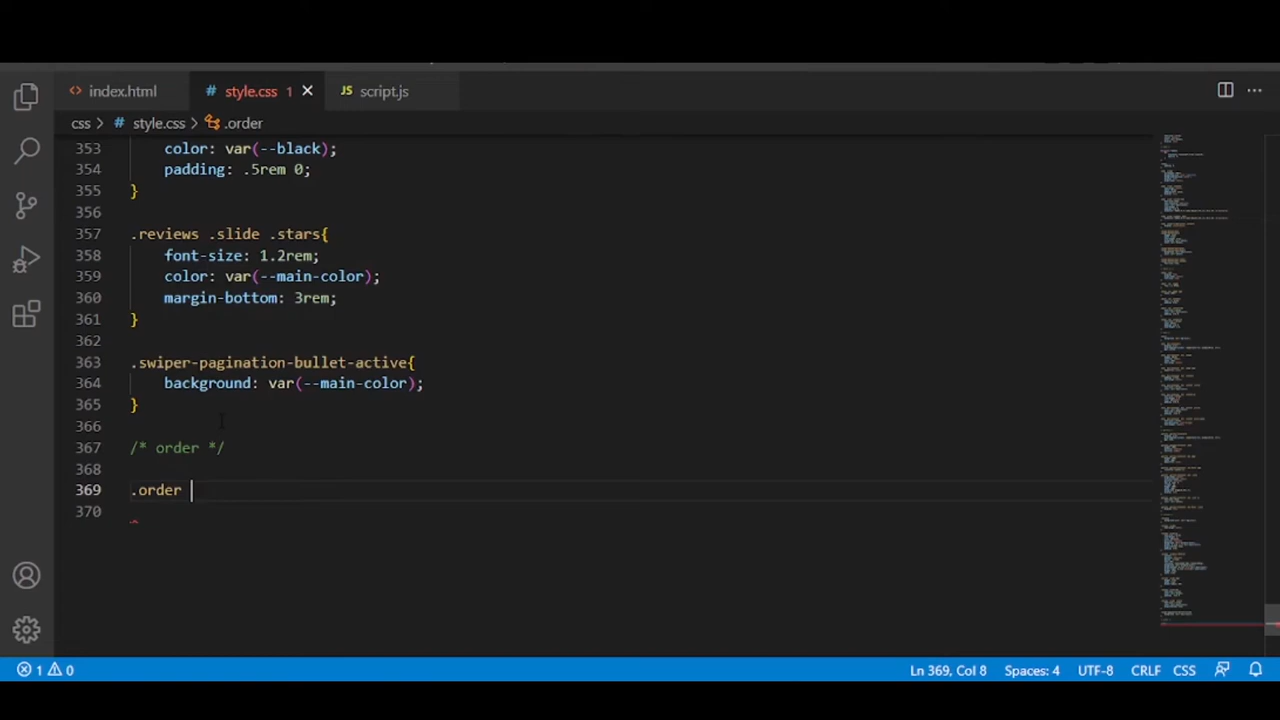 index.html
style.css 1
JS script.js
css > # style.css > .order
353 color: var(--black);
354 padding: .5rem 0;
355 }
356
357 .reviews .slide .stars{
358 font-size: 1.2rem;
359 color: var(--main-color);
360 margin-bottom: 3rem;
361 }
362
363 .swiper-pagination-bullet-active{
364 background: var(--main-color);
365 }
366
367 /* order */
368
369 .order
370
1 0 Ln 369, Col 8 Spaces: 4 UTF-8 CRLF CSS